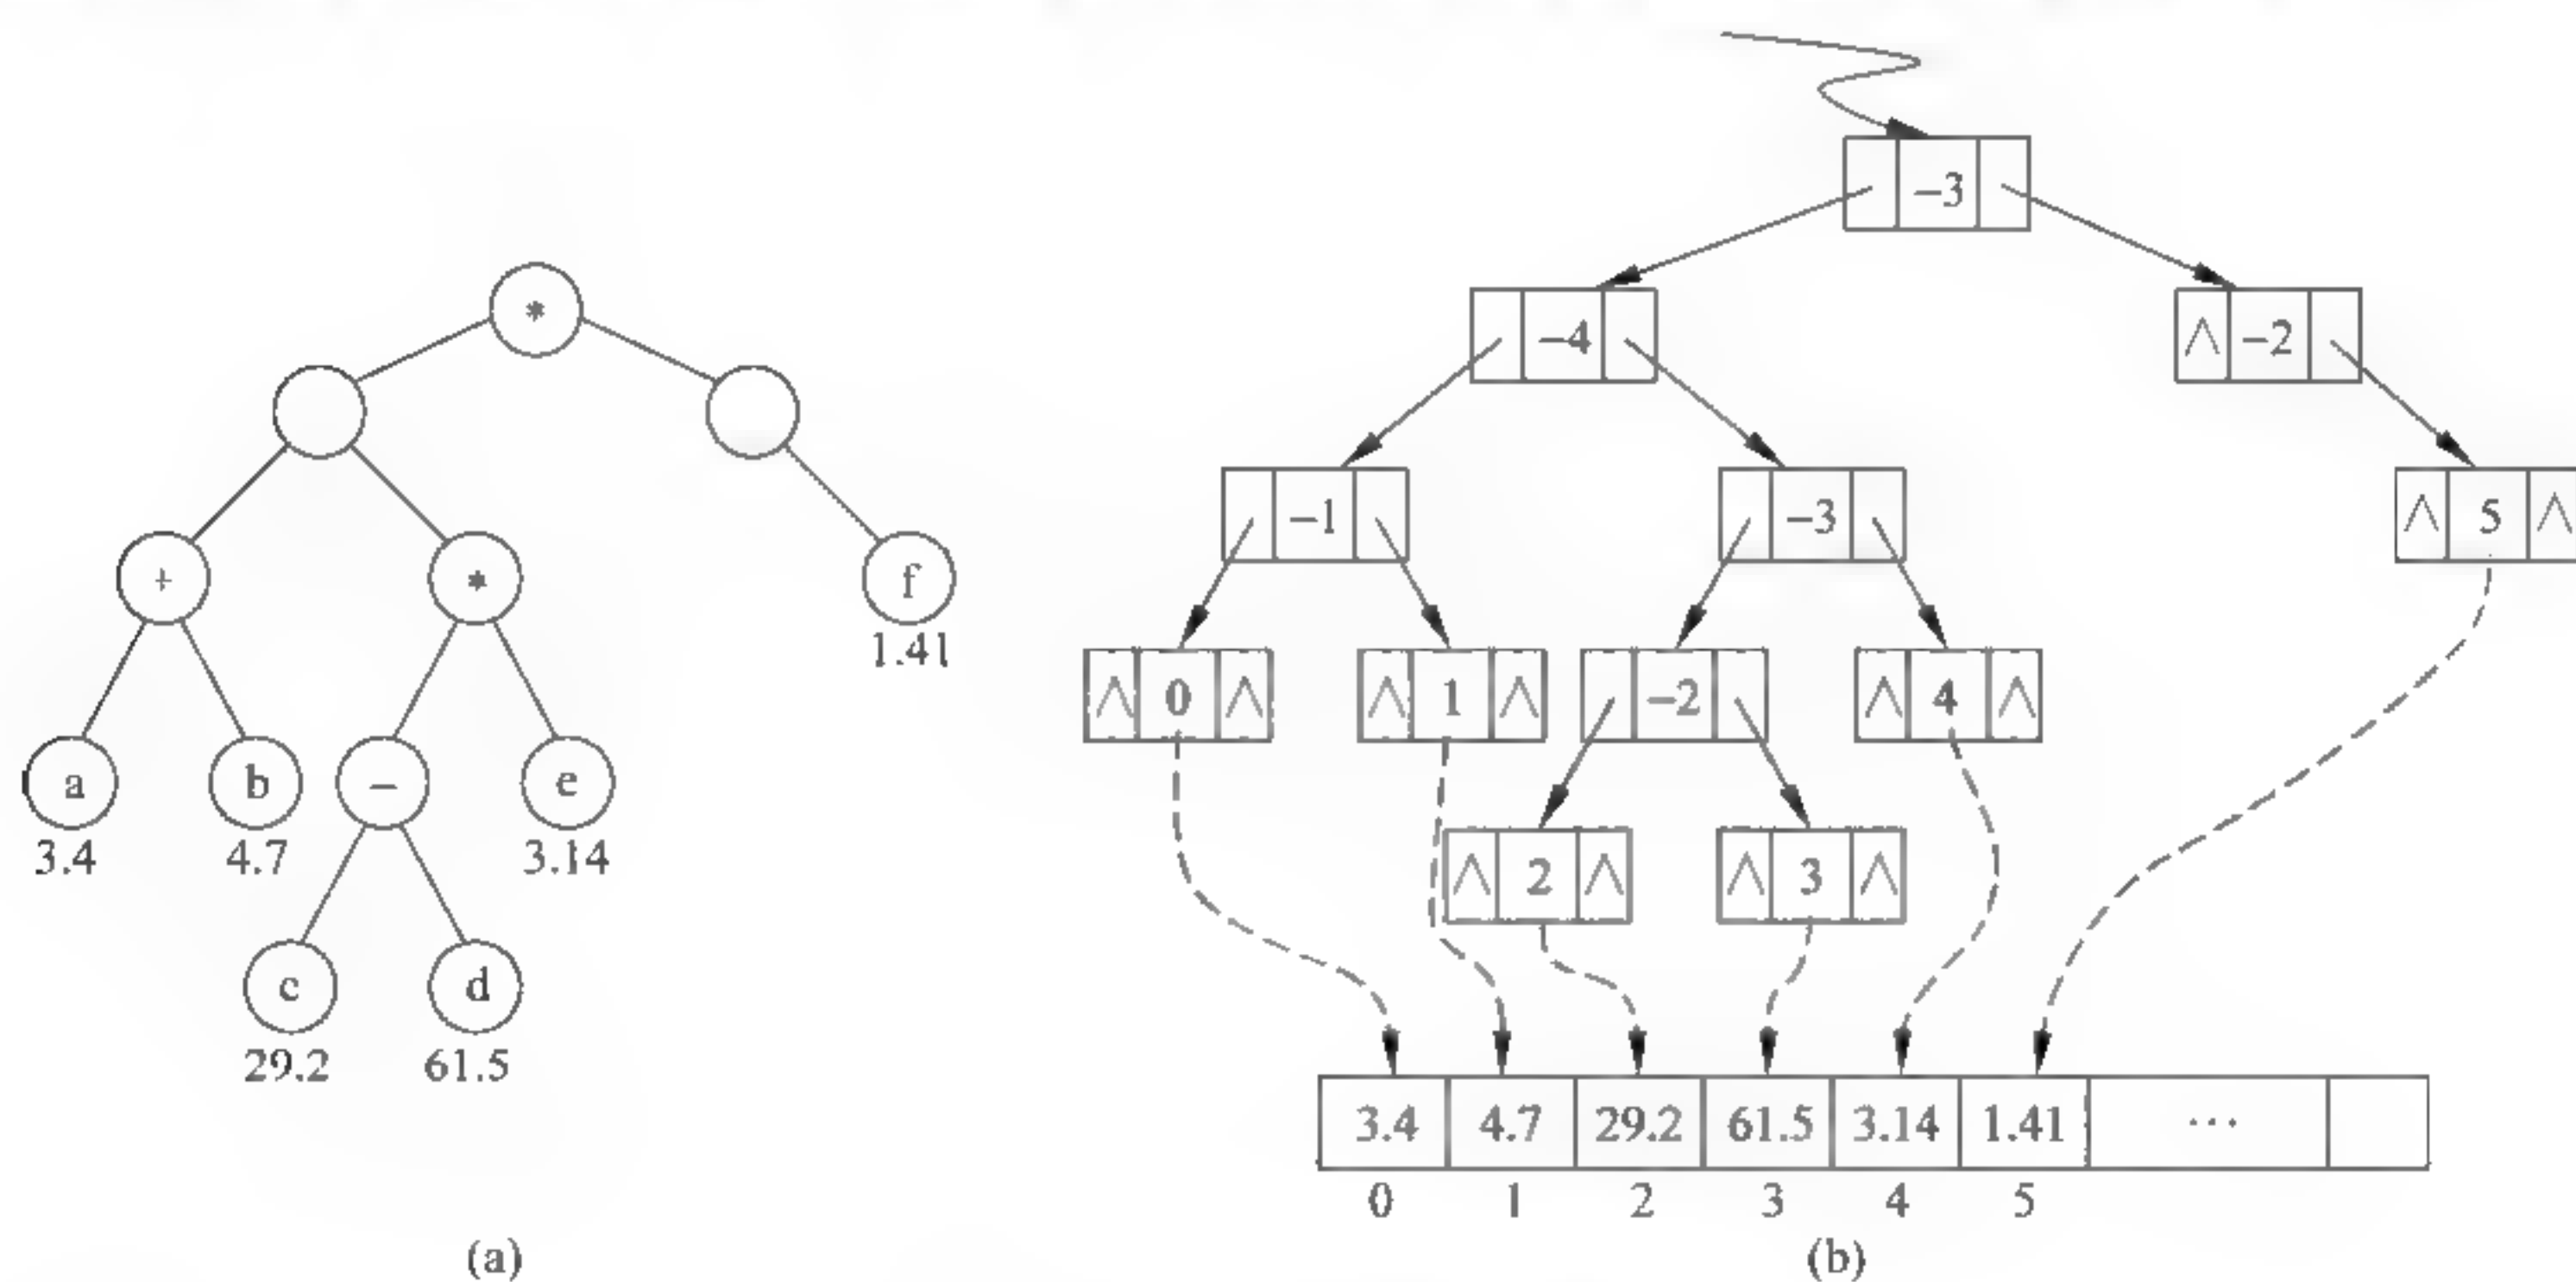 *
+
*
f
1.41
a
b
−
e
3.4
4.7
3.14
c
d
29.2
61.5
(a)
−3
−4
∧ −2
−1
−3
∧ 5 ∧
∧ 0 ∧
∧ 1 ∧
−2
∧ 4 ∧
∧ 2 ∧
∧ 3 ∧
3.4 4.7 29.2 61.5 3.14 1.41 ...
0 1 2 3 4 5
(b)